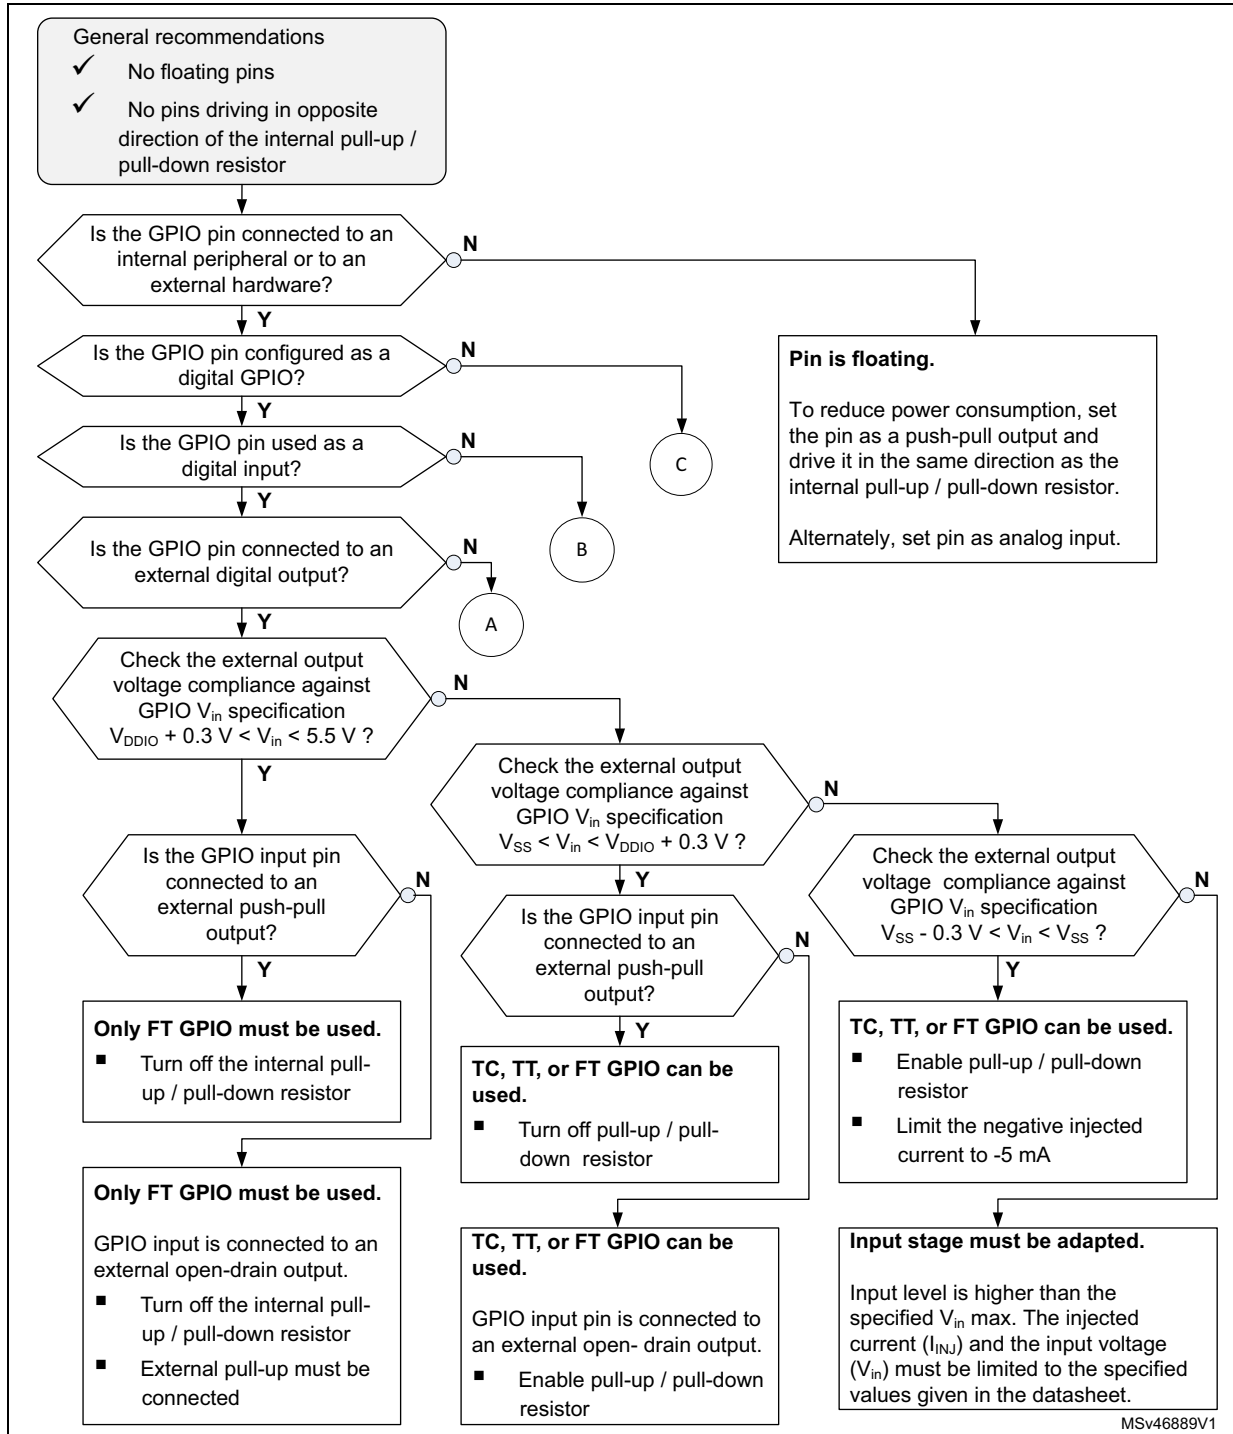 General recommendations
✓ No floating pins
✓ No pins driving in opposite
direction of the internal pull-up /
pull-down resistor
Is the GPIO pin connected to an
internal peripheral or to an
external hardware?
N
Y
Is the GPIO pin configured as a
digital GPIO?
N
Y
Is the GPIO pin used as a
digital input?
N
Y
Is the GPIO pin connected to an
external digital output?
N
Y
C
B
A
Pin is floating.
To reduce power consumption, set
the pin as a push-pull output and
drive it in the same direction as the
internal pull-up / pull-down resistor.
Alternately, set pin as analog input.
Check the external output
voltage compliance against
GPIO Vin specification
VDDIO + 0.3 V < Vin < 5.5 V ?
N
Y
Is the GPIO input pin
connected to an
external push-pull
output?
N
Y
Only FT GPIO must be used.
■ Turn off the internal pull-
up / pull-down resistor
Only FT GPIO must be used.
GPIO input is connected to an
external open-drain output.
■ Turn off the internal pull-
up / pull-down resistor
■ External pull-up must be
connected
Check the external output
voltage compliance against
GPIO Vin specification
VSS < Vin < VDDIO + 0.3 V ?
N
Y
Is the GPIO input pin
connected to an
external push-pull
output?
N
Y
TC, TT, or FT GPIO can be
used.
■ Turn off pull-up / pull-
down resistor
TC, TT, or FT GPIO can be
used.
GPIO input pin is connected to
an external open- drain output.
■ Enable pull-up / pull-down
resistor
Check the external output
voltage compliance against
GPIO Vin specification
VSS - 0.3 V < Vin < VSS ?
N
Y
TC, TT, or FT GPIO can be used.
■ Enable pull-up / pull-down
resistor
■ Limit the negative injected
current to -5 mA
Input stage must be adapted.
Input level is higher than the
specified Vin max. The injected
current (IINJ) and the input voltage
(Vin) must be limited to the specified
values given in the datasheet.
MSv46889V1